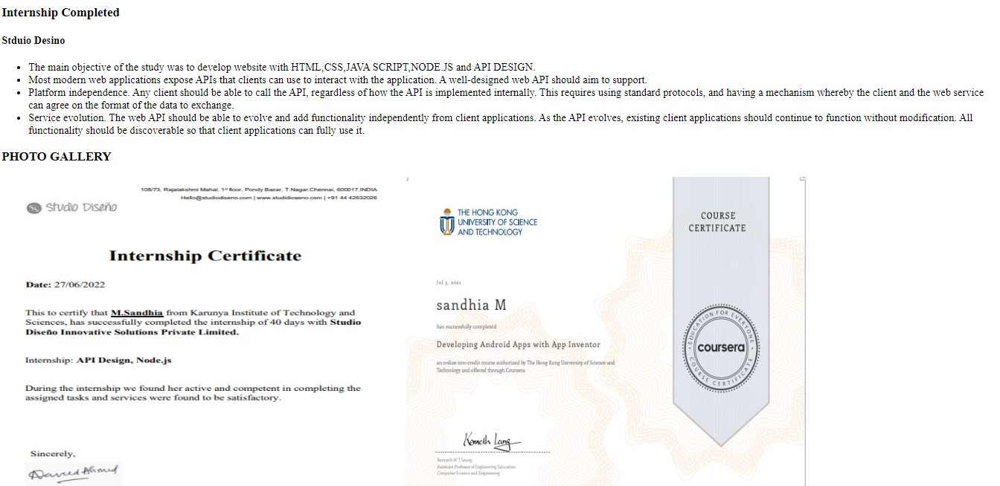 Internship Completed
Stduio Desino
The main objective of the study was to develop website with HTML,CSS,JAVA SCRIPT,NODE.JS and API DESIGN.
Most modern web applications expose APIs that clients can use to interact with the application. A well-designed web API should aim to support.
Platform independence. Any client should be able to call the API, regardless of how the API is implemented internally. This requires using standard protocols, and having a mechanism whereby the client and the web service
can agree on the format of the data to exchange.
Service evolution. The web API should be able to evolve and add functionality independently from client applications. As the API evolves, existing client applications should continue to function without modification. All
functionality should be discoverable so that client applications can fully use it.
PHOTO GALLERY
108/73, Rajalakshmi Mahal, 1st floor, Pondy Bazar, T.Nagar,Chennai, 600017,INDIA
Hello@studiodiseno.com | www.studidioseno.com | +91 44 42632026
Studio Diseño
Internship Certificate
Date: 27/06/2022
This to certify that M.Sandhia from Karunya Institute of Technology and
Sciences, has successfully completed the internship of 40 days with Studio
Diseño Innovative Solutions Private Limited.
Internship: API Design, Node.js
During the internship we found her active and competent in completing the
assigned tasks and services were found to be satisfactory.
Sincerely,
Daveed Ahmed
THE HONG KONG
UNIVERSITY OF SCIENCE
AND TECHNOLOGY
Jul 5, 2021
sandhia M
has successfully completed
Developing Android Apps with App Inventor
an online non-credit course authorized by The Hong Kong University of Science and
Technology and offered through Coursera
Kenneth Leung
Kenneth W T Leung
Assistant Professor of Engineering Education
Computer Science and Engineering
COURSE
CERTIFICATE
EDUCATION FOR EVERYONE
coursera
COURSE CERTIFICATE